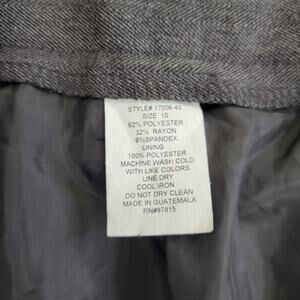 STYLE# 17006-40
SIZE 10
62% POLYESTER
32% RAYON
6%SPANDEX
LINING
100% POLYESTER
MACHINE WASH COLD
WITH LIKE COLORS
LINE DRY
COOL IRON
DO NOT DRY CLEAN
MADE IN GUATEMALA
RN#97815